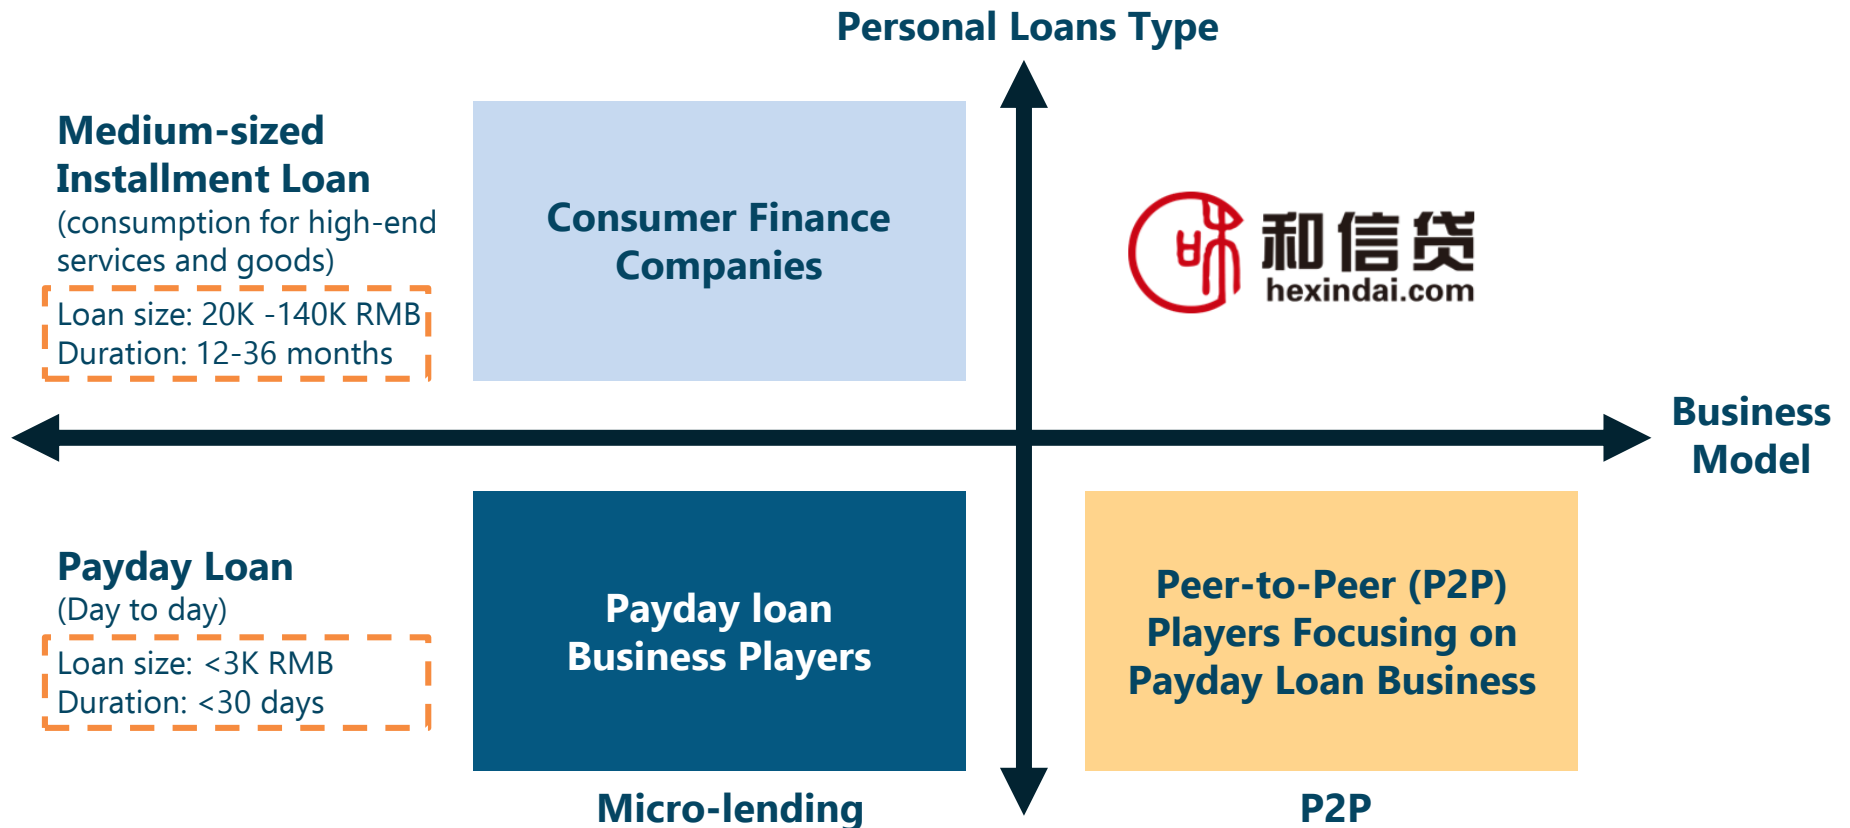 Personal Loans Type
Medium-sized
Installment Loan
(consumption for high-end
services and goods)
Loan size: 20K -140K RMB
Duration: 12-36 months
Consumer Finance
Companies
和信贷
hexindai.com
Business
Model
Payday Loan
(Day to day)
Loan size: <3K RMB
Duration: <30 days
Payday loan
Business Players
Peer-to-Peer (P2P)
Players Focusing on
Payday Loan Business
Micro-lending
P2P